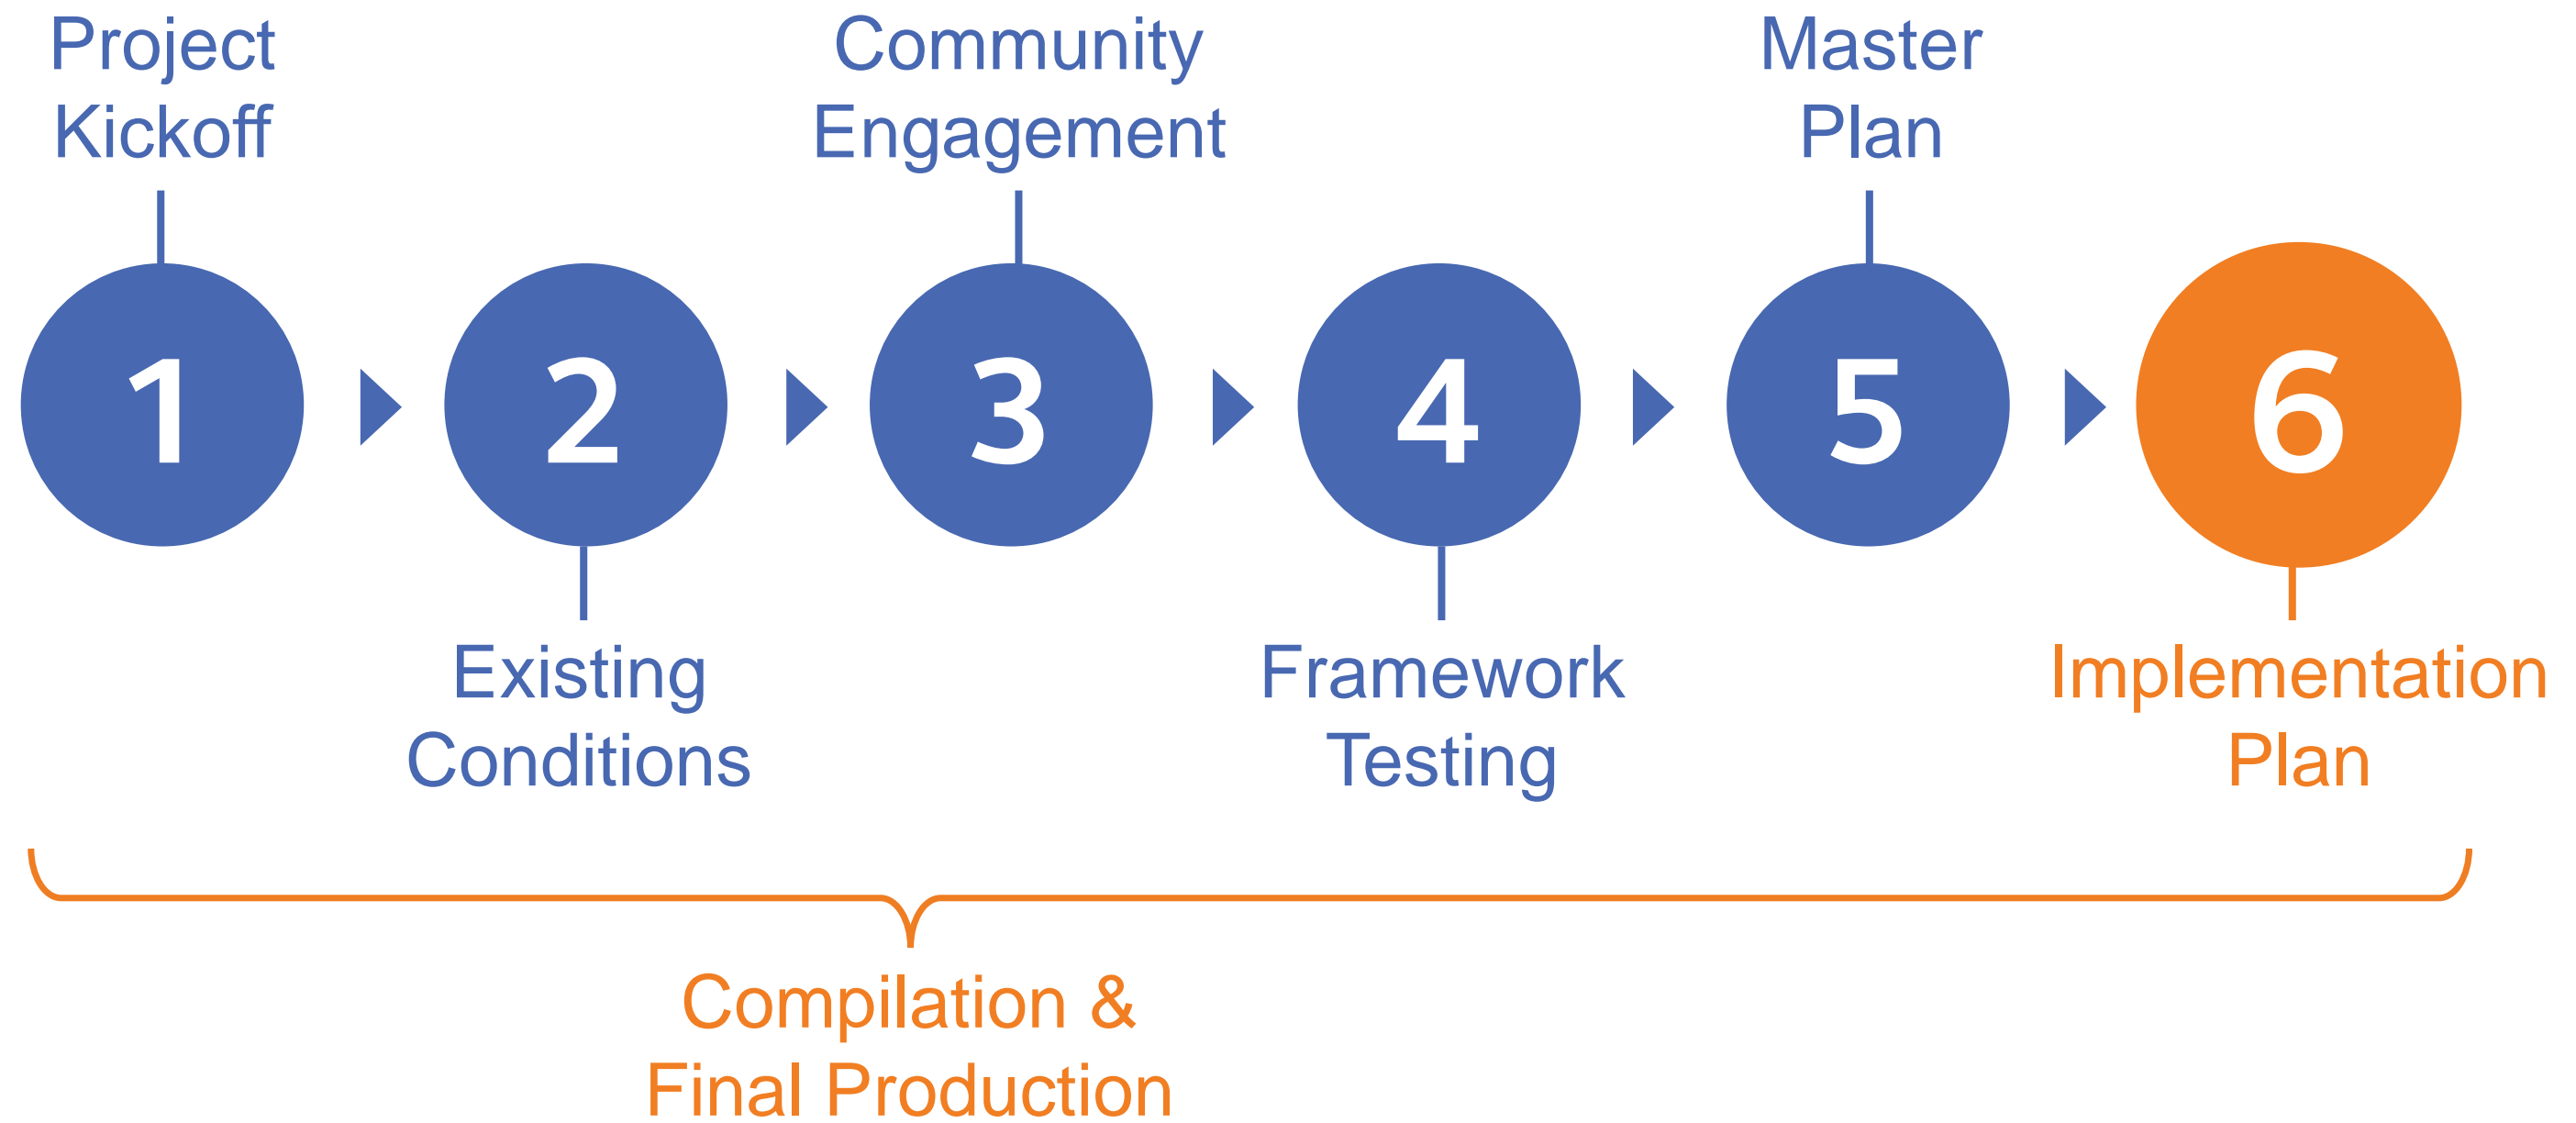 Project
Kickoff
Community
Engagement
Master
Plan
1
2
3
4
5
6
Existing
Conditions
Framework
Testing
Implementation
Plan
Compilation &
Final Production